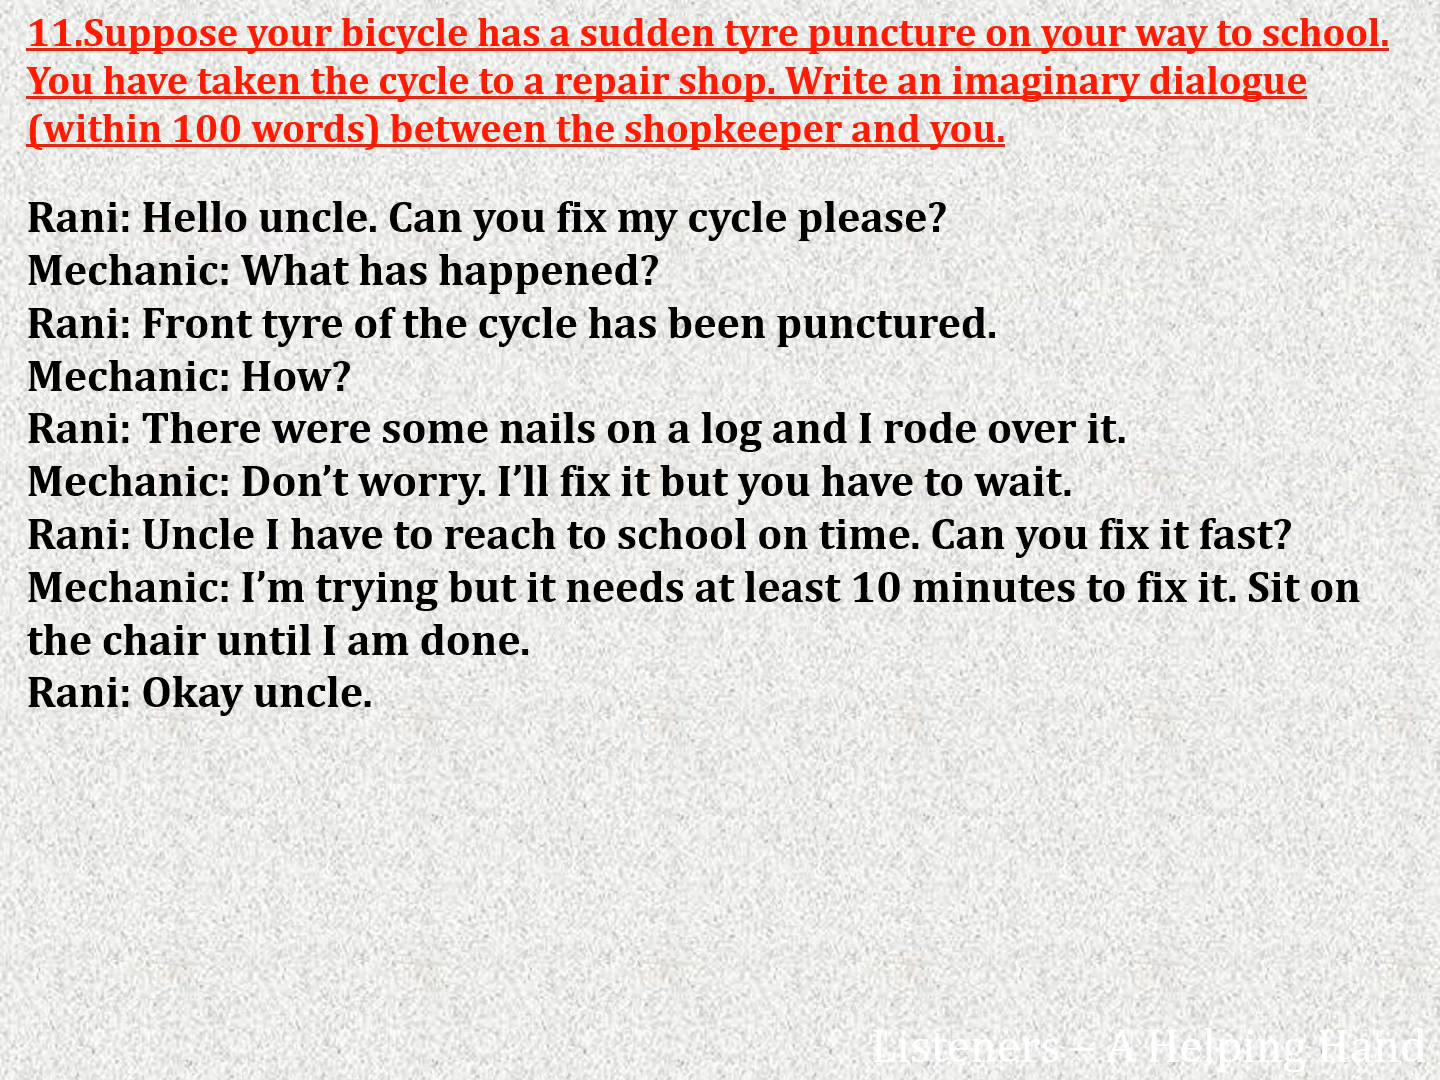 11.Suppose your bicycle has a sudden tyre puncture on your way to school.
You have taken the cycle to a repair shop. Write an imaginary dialogue
(within 100 words) between the shopkeeper and you.
Rani: Hello uncle. Can you fix my cycle please?
Mechanic: What has happened?
Rani: Front tyre of the cycle has been punctured.
Mechanic: How?
Rani: There were some nails on a log and I rode over it.
Mechanic: Don’t worry. I’ll fix it but you have to wait.
Rani: Uncle I have to reach to school on time. Can you fix it fast?
Mechanic: I’m trying but it needs at least 10 minutes to fix it. Sit on
the chair until I am done.
Rani: Okay uncle.
Listeners – A Helping Hand